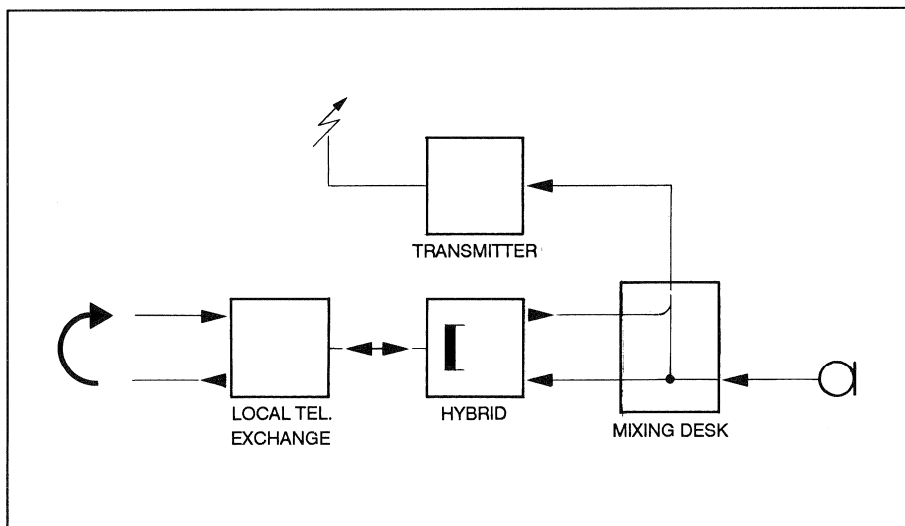 TRANSMITTER
LOCAL TEL.
EXCHANGE
HYBRID
MIXING DESK